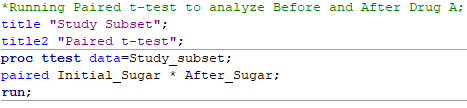 *Running Paired t-test to analyze Before and After Drug A;
title "Study Subset";
title2 "Paired t-test";
proc ttest data=Study_subset;
paired Initial_Sugar * After_Sugar;
run;